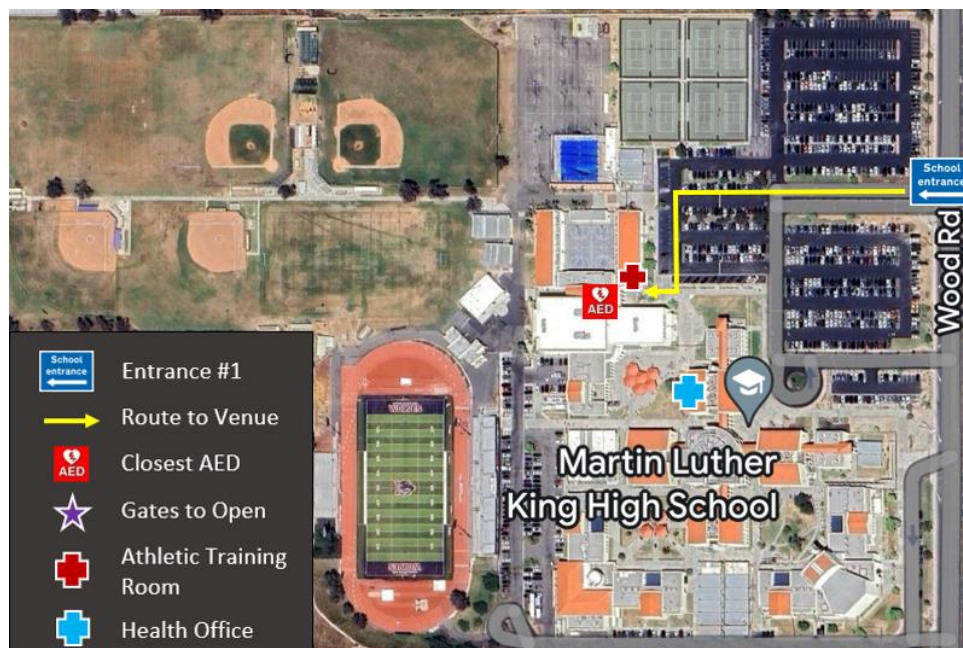 School
entrance
Wood Rd
AED
Martin Luther
King High School
School
entrance
Entrance #1
Route to Venue
AED
Closest AED
Gates to Open
Athletic Training
Room
Health Office